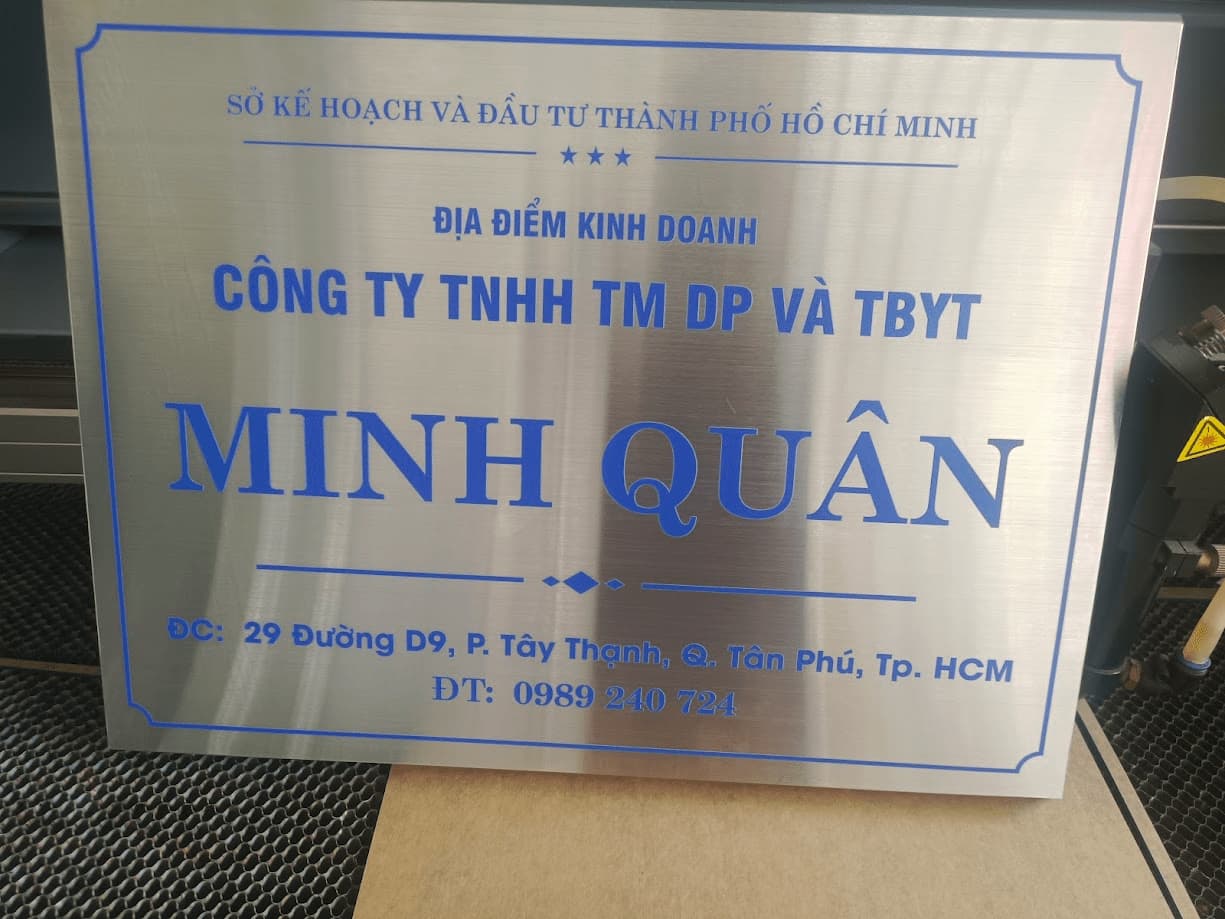 SỞ KẾ HOẠCH VÀ ĐẦU TƯ THÀNH PHỐ HỒ CHÍ MINH
ĐỊA ĐIỂM KINH DOANH
CÔNG TY TNHH TM DP VÀ TBYT
MINH QUÂN
ĐC: 29 Đường D9, P. Tây Thạnh, Q. Tân Phú, Tp. HCM
ĐT: 0989 240 724